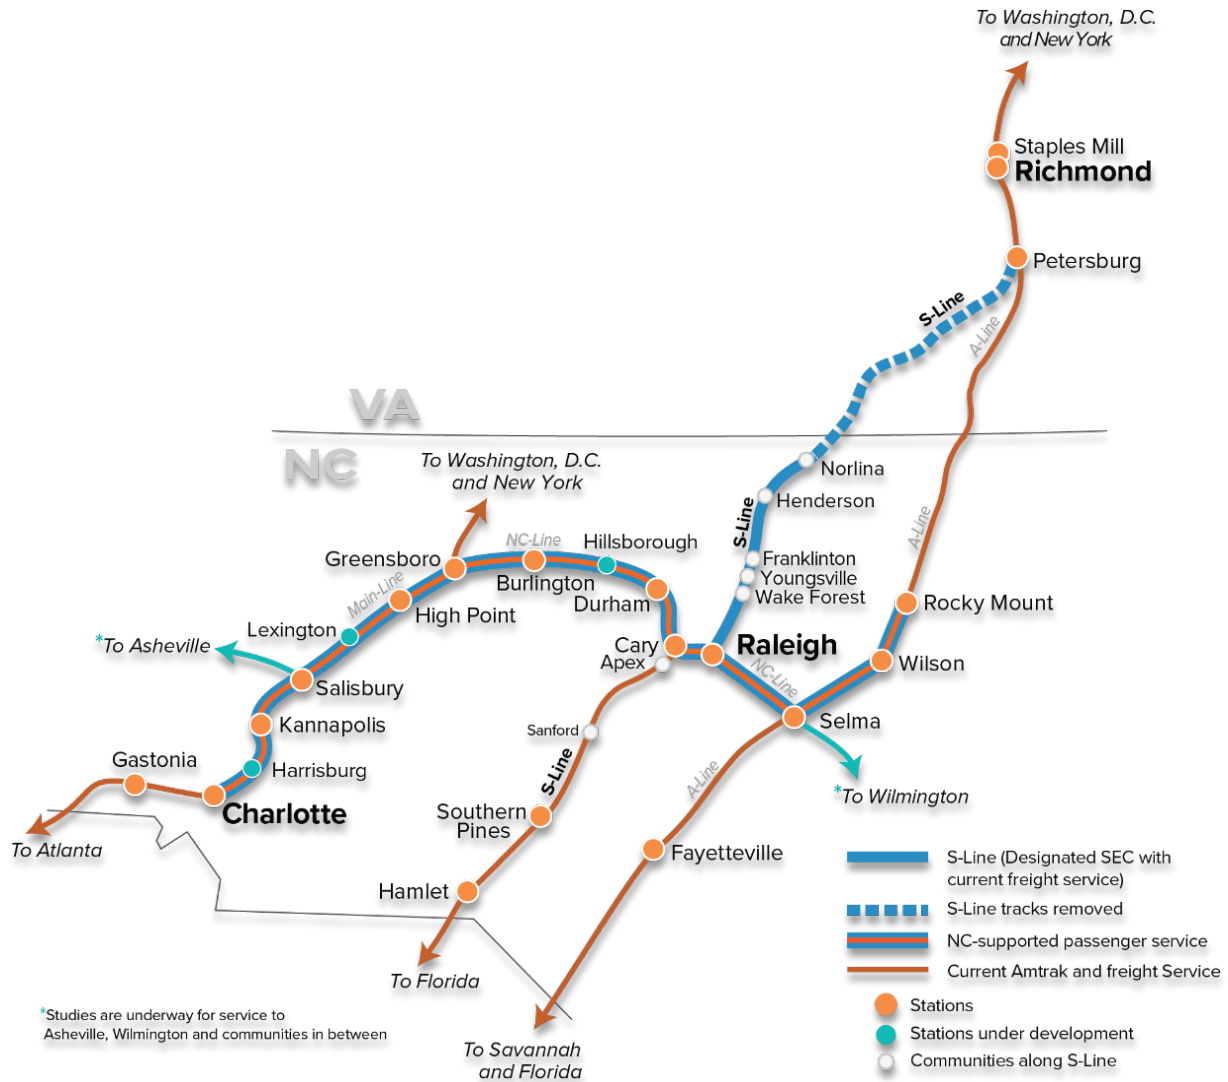 To Washington, D.C.
and New York
Staples Mill
Richmond
Petersburg
S-Line
A-Line
VA
NC
To Washington, D.C.
and New York
Norlina
Henderson
S-Line
A-Line
NC-Line
Hillsborough
Greensboro
Burlington
Franklinton
Youngsville
Wake Forest
Main-Line
High Point
Durham
Rocky Mount
Lexington
*To Asheville
Cary
Apex
Raleigh
Wilson
NC-Line
Salisbury
Kannapolis
Selma
Sanford
Gastonia
Harrisburg
S-Line
A-Line
*To Wilmington
Charlotte
Southern
Pines
To Atlanta
Fayetteville
Hamlet
To Florida
To Savannah
and Florida
S-Line (Designated SEC with
current freight service)
S-Line tracks removed
NC-supported passenger service
Current Amtrak and freight Service
Stations
Stations under development
Communities along S-Line
*Studies are underway for service to
Asheville, Wilmington and communities in between